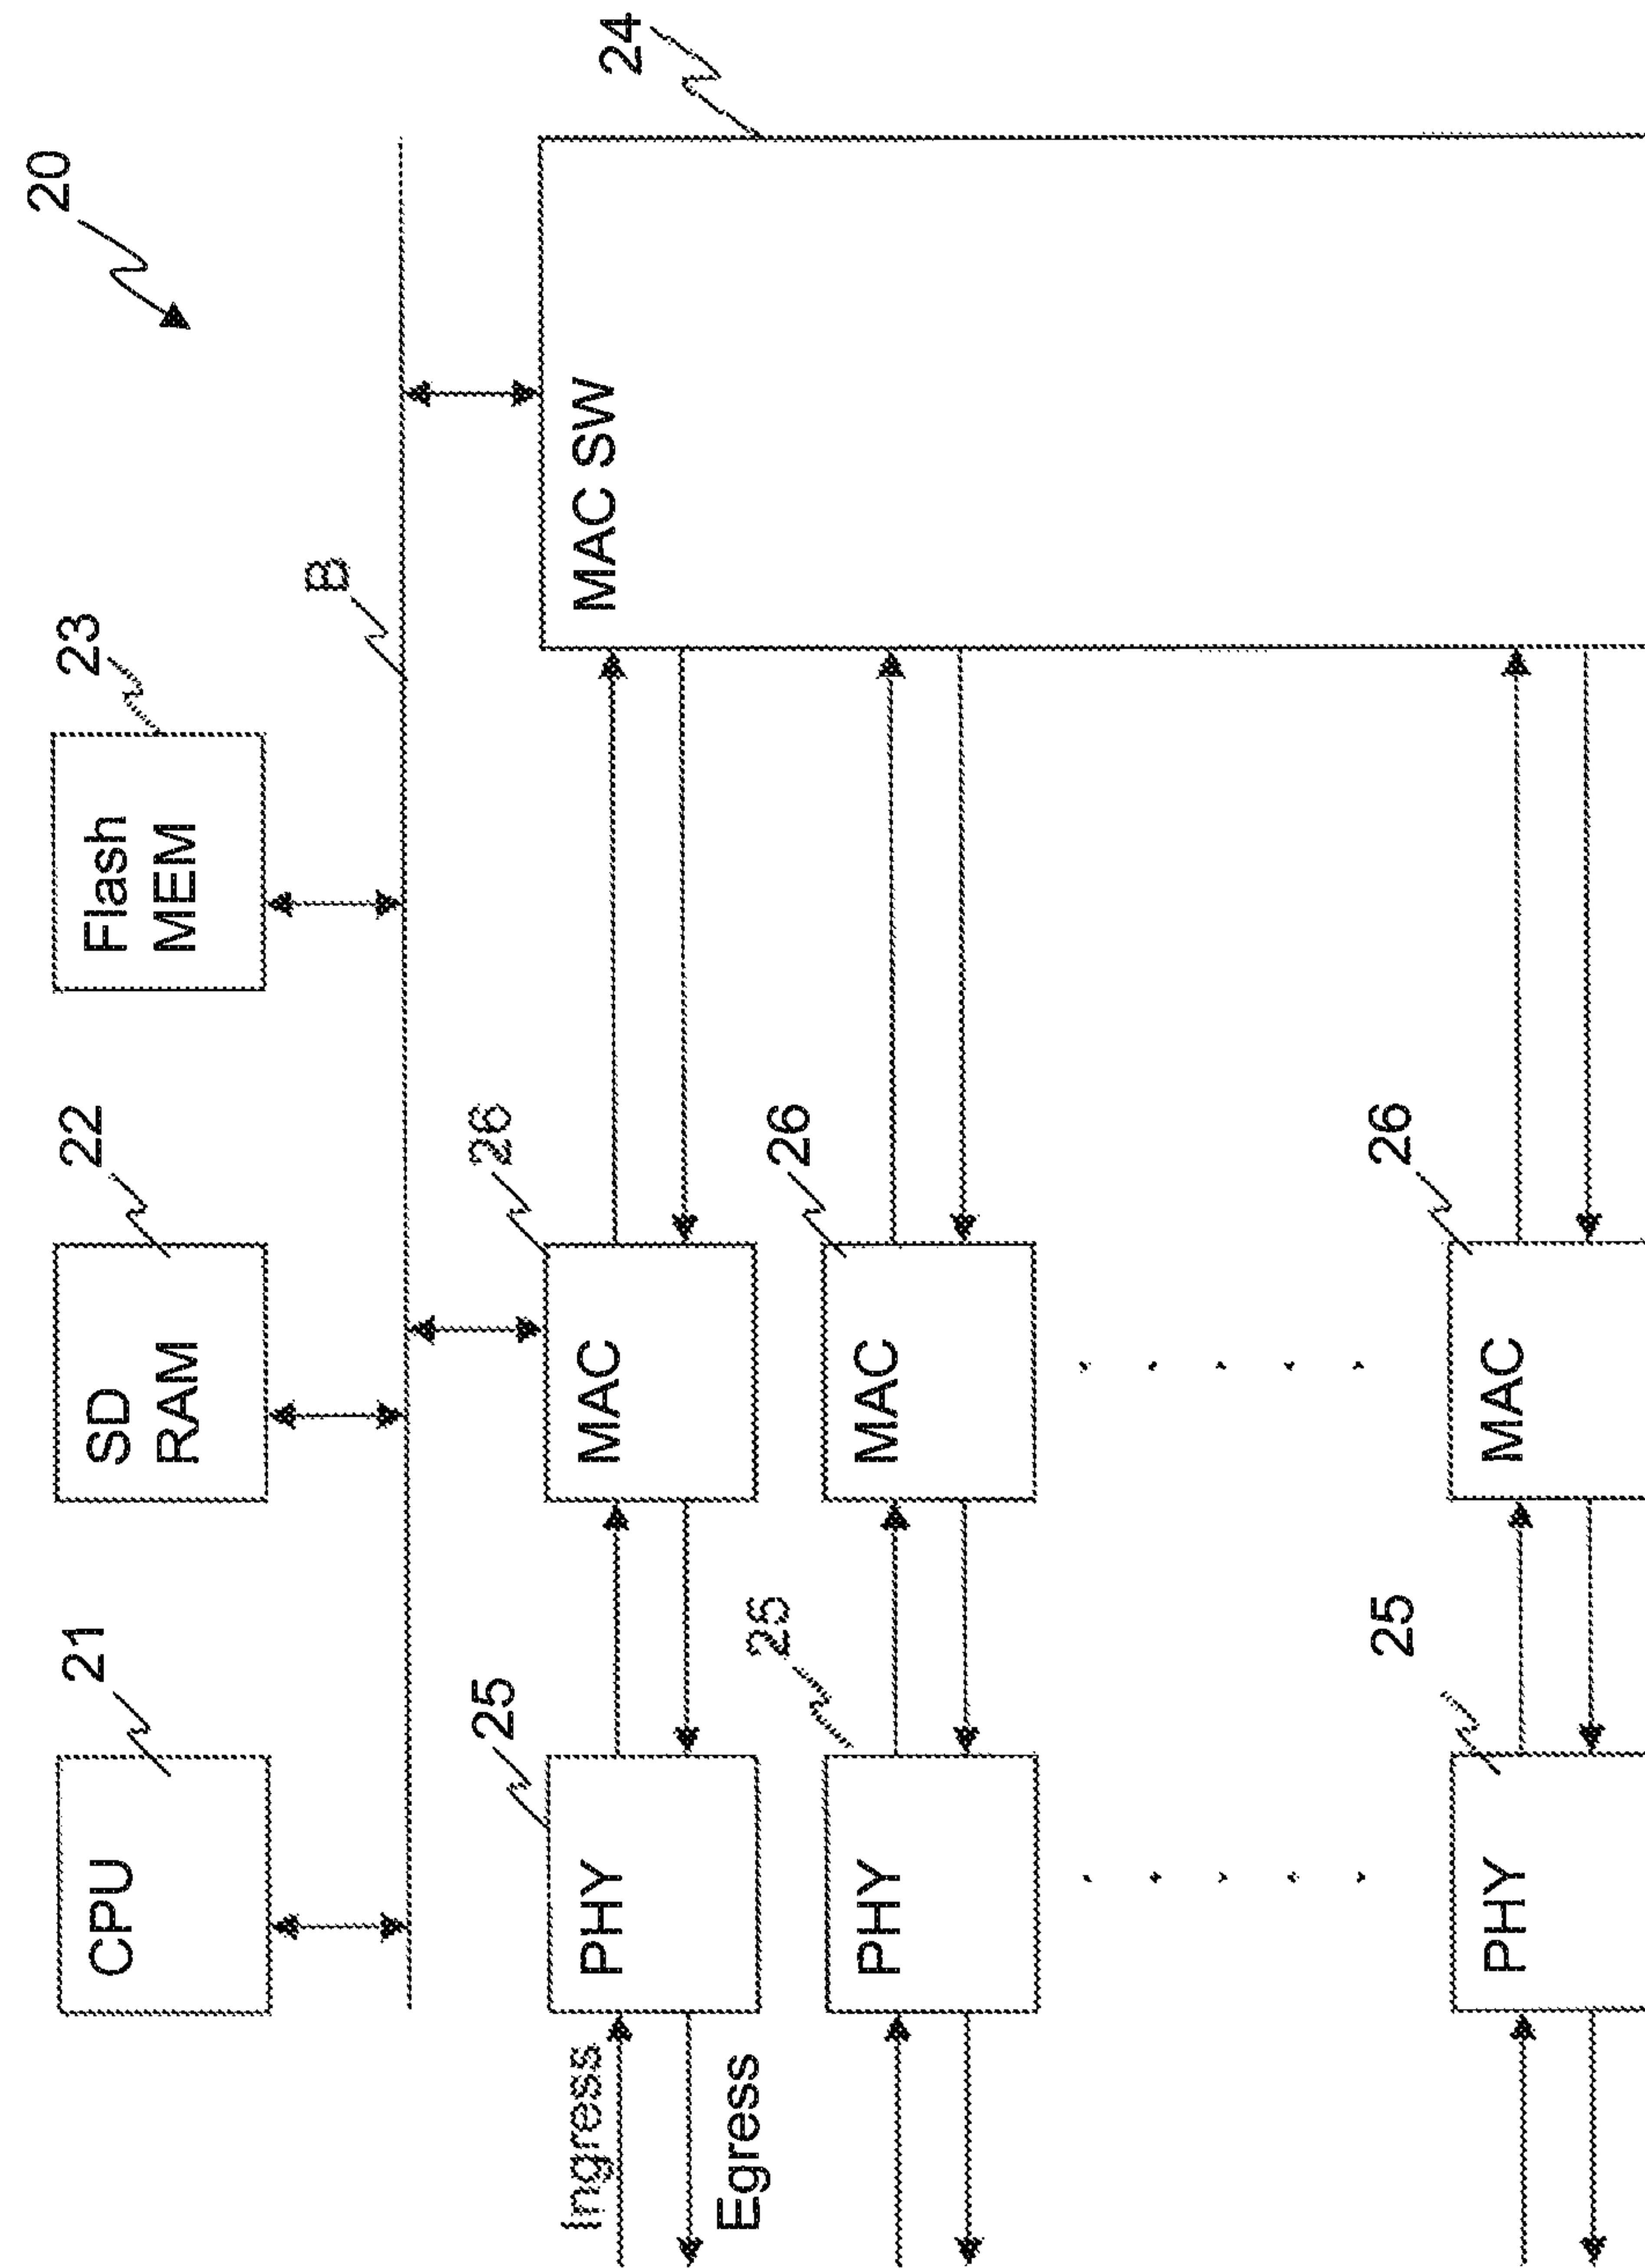 20
21
22
23
CPU
SD
RAM
Flash
MEM
B
24
25
26
Ingress
PHY
MAC
MAC SW
Egress
25
26
PHY
MAC
25
26
PHY
MAC